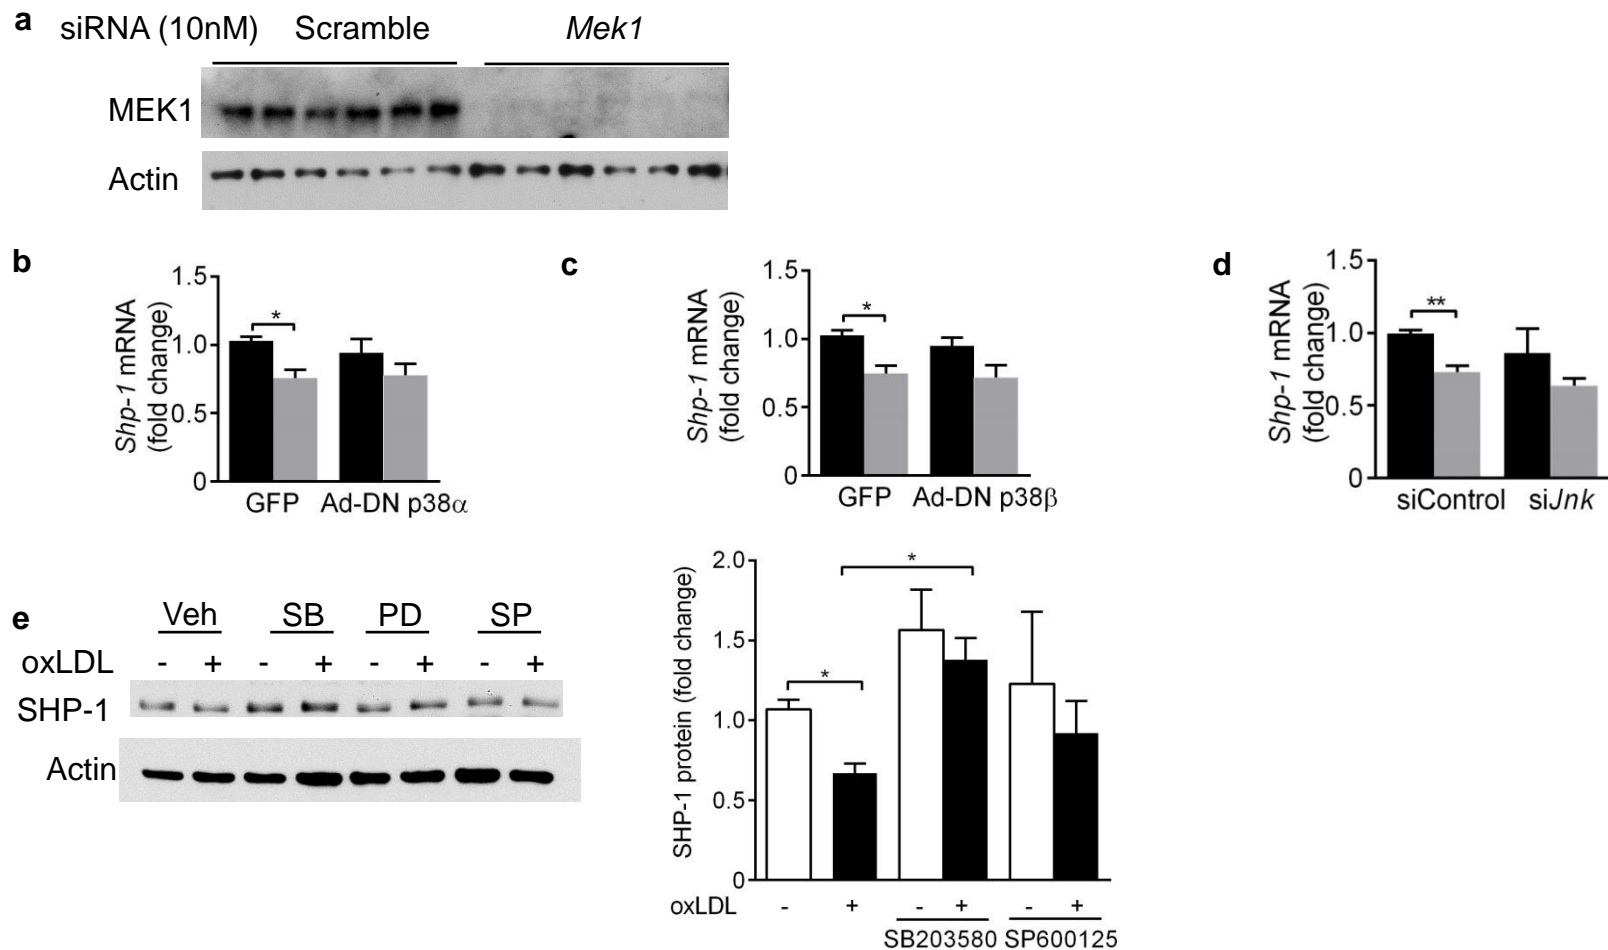 a siRNA (10nM) Scramble Mek1
MEK1
Actin
b
Shp-1 mRNA
(fold change)
1.5
1.0
0.5
0
*
GFP Ad-DN p38α
c
Shp-1 mRNA
(fold change)
1.5
1.0
0.5
0
*
GFP Ad-DN p38β
d
Shp-1 mRNA
(fold change)
1.5
1.0
0.5
0
**
siControl siJnk
e Veh SB PD SP
oxLDL - + - + - + - +
SHP-1
Actin
SHP-1 protein (fold change)
2.0
1.5
1.0
0.5
0
*
*
oxLDL - + - + - +
SB203580 SP600125